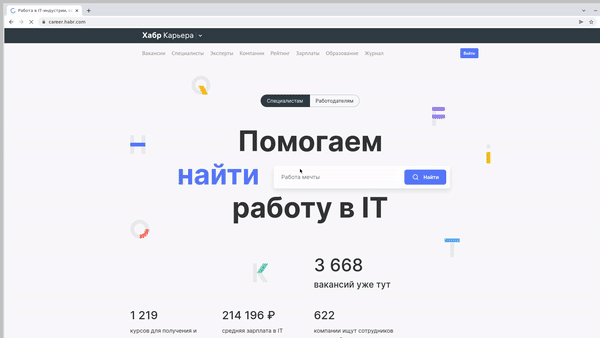 Работа в IT-индустрии,
career.habr.com
Хабр Карьера
Вакансии Специалисты Эксперты Компании Рейтинг Зарплаты Образование Журнал
Войти
Специалистам Работодателям
Помогаем
найти Работа мечты Найти
работу в IT
3 668
вакансий уже тут
1 219 214 196 ₽ 622
курсов для получения и средняя зарплата в IT компании ищут сотрудников